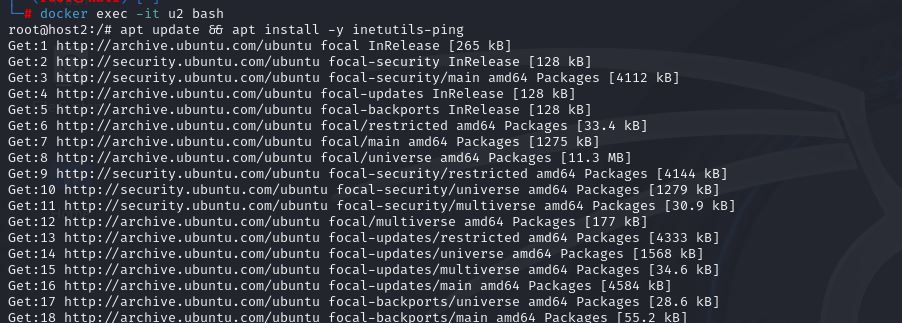 └─# docker exec -it u2 bash
root@host2:/# apt update && apt install -y inetutils-ping
Get:1 http://archive.ubuntu.com/ubuntu focal InRelease [265 kB]
Get:2 http://security.ubuntu.com/ubuntu focal-security InRelease [128 kB]
Get:3 http://security.ubuntu.com/ubuntu focal-security/main amd64 Packages [4112 kB]
Get:4 http://archive.ubuntu.com/ubuntu focal-updates InRelease [128 kB]
Get:5 http://archive.ubuntu.com/ubuntu focal-backports InRelease [128 kB]
Get:6 http://archive.ubuntu.com/ubuntu focal/restricted amd64 Packages [33.4 kB]
Get:7 http://archive.ubuntu.com/ubuntu focal/main amd64 Packages [1275 kB]
Get:8 http://archive.ubuntu.com/ubuntu focal/universe amd64 Packages [11.3 MB]
Get:9 http://security.ubuntu.com/ubuntu focal-security/restricted amd64 Packages [4144 kB]
Get:10 http://security.ubuntu.com/ubuntu focal-security/universe amd64 Packages [1279 kB]
Get:11 http://security.ubuntu.com/ubuntu focal-security/multiverse amd64 Packages [30.9 kB]
Get:12 http://archive.ubuntu.com/ubuntu focal/multiverse amd64 Packages [177 kB]
Get:13 http://archive.ubuntu.com/ubuntu focal-updates/restricted amd64 Packages [4333 kB]
Get:14 http://archive.ubuntu.com/ubuntu focal-updates/universe amd64 Packages [1568 kB]
Get:15 http://archive.ubuntu.com/ubuntu focal-updates/multiverse amd64 Packages [34.6 kB]
Get:16 http://archive.ubuntu.com/ubuntu focal-updates/main amd64 Packages [4584 kB]
Get:17 http://archive.ubuntu.com/ubuntu focal-backports/universe amd64 Packages [28.6 kB]
Get:18 http://archive.ubuntu.com/ubuntu focal-backports/main amd64 Packages [55.2 kB]